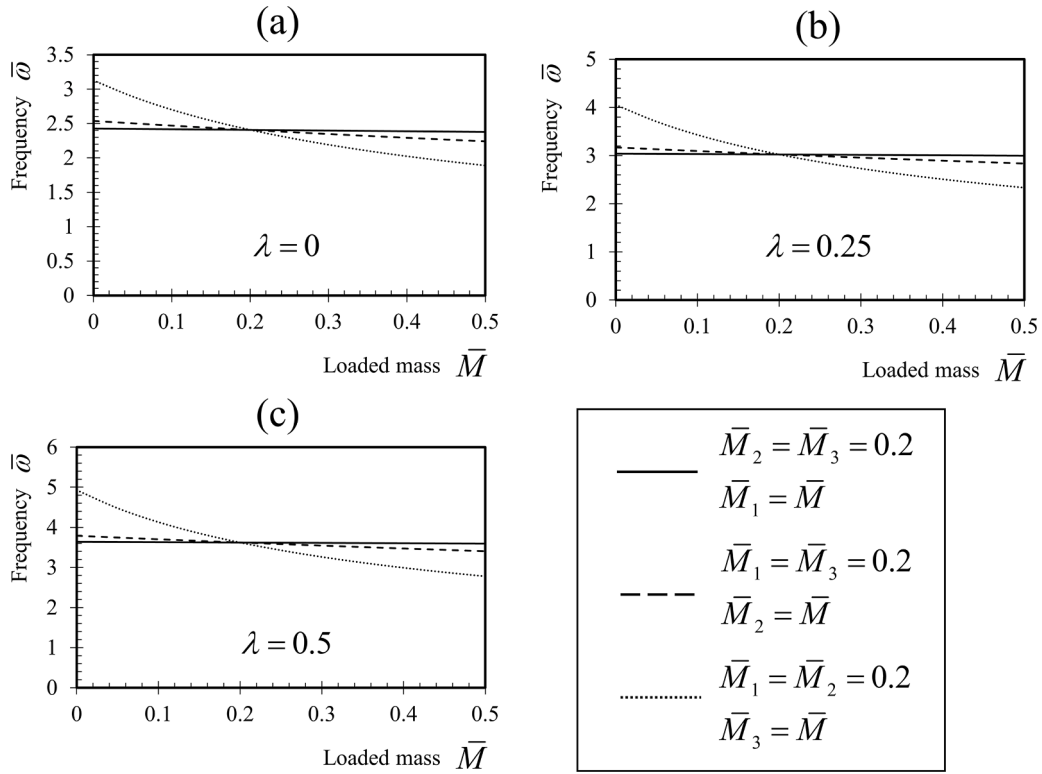 (a)
3.5
3
2.5
2
1.5
1
0.5
0
Frequency ω̄
λ = 0
0 0.1 0.2 0.3 0.4 0.5
Loaded mass M̄
(b)
5
4
3
2
1
0
Frequency ω̄
λ = 0.25
0 0.1 0.2 0.3 0.4 0.5
Loaded mass M̄
(c)
6
5
4
3
2
1
0
Frequency ω̄
λ = 0.5
0 0.1 0.2 0.3 0.4 0.5
Loaded mass M̄
M̄₂ = M̄₃ = 0.2
M̄₁ = M̄
M̄₁ = M̄₃ = 0.2
M̄₂ = M̄
M̄₁ = M̄₂ = 0.2
M̄₃ = M̄